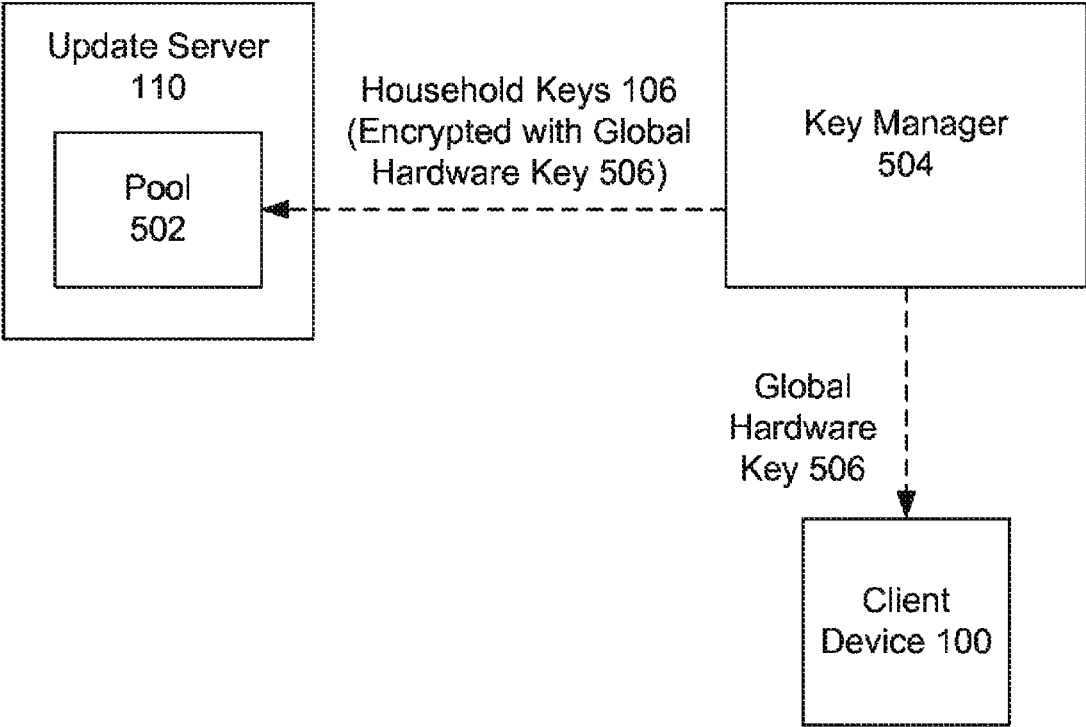 Update Server
110
Pool
502
Household Keys 106
(Encrypted with Global
Hardware Key 506)
Key Manager
504
Global
Hardware
Key 506
Client
Device 100